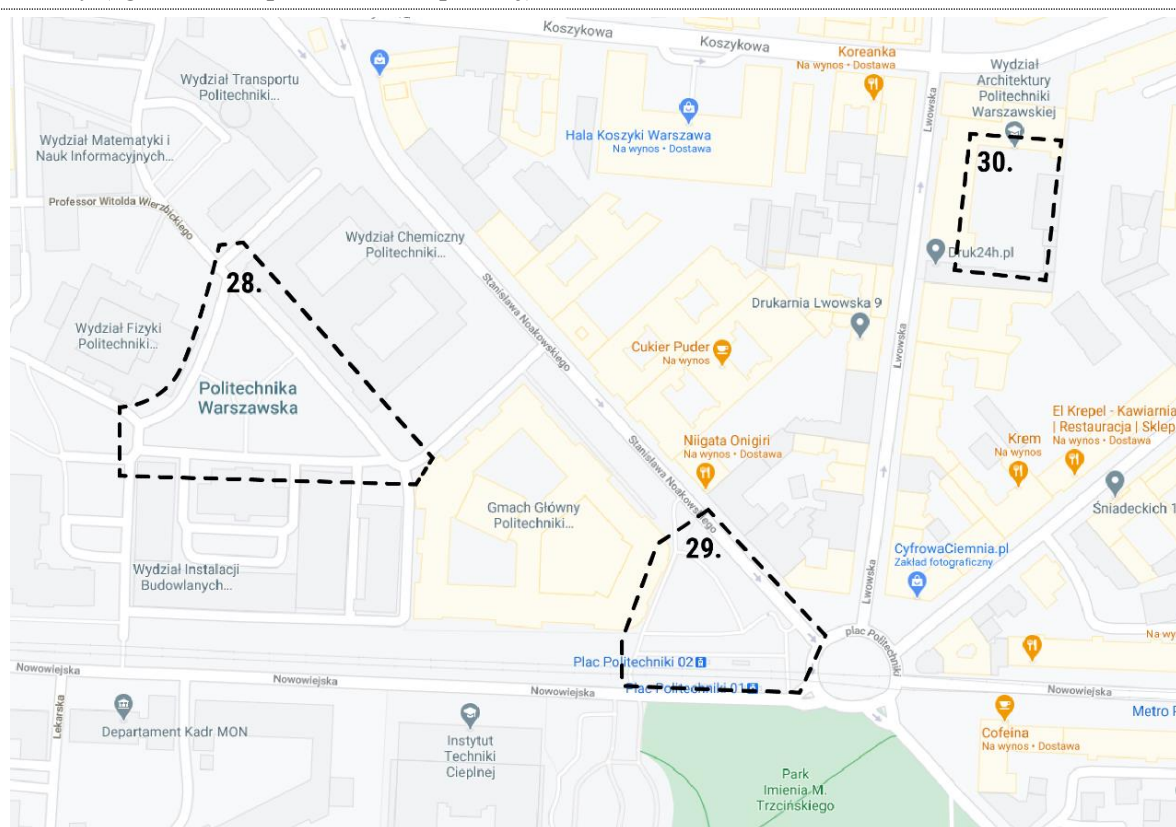 Koszykowa
Koszykowa
Koreanka
Na wynos • Dostawa
Wydział
Architektury
Politechniki
Warszawskiej
Wydział Transportu
Politechniki...
Hala Koszyki Warszawa
Na wynos • Dostawa
Lwowska
Wydział Matematyki i
Nauk Informacyjnych...
30.
Professor Witolda Wierzbickiego
Wydział Chemiczny
Politechniki...
Druk24h.pl
28.
Stanisława Noakowskiego
Drukarnia Lwowska 9
Wydział Fizyki
Politechniki...
Cukier Puder
Na wynos
Lwowska
Politechnika
Warszawska
El Krepel - Kawiarnia
| Restauracja | Sklep
Na wynos • Dostawa
Krem
Na wynos
Niigata Onigiri
Na wynos • Dostawa
Stanisława Noakowskiego
Gmach Główny
Politechniki...
Śniadeckich 1
29.
CyfrowaCiemnia.pl
Zakład fotograficzny
Wydział Instalacji
Budowlanych...
Lwowska
plac Politechniki
Na wy
Plac Politechniki 02
Nowowiejska
Nowowiejska
Nowowiejska
Plac Politechniki 01
Nowowiejska
Lekarska
Departament Kadr MON
Metro P
Instytut
Techniki
Cieplnej
Cofeina
Na wynos • Dostawa
Park
Imienia M.
Trzcińskiego